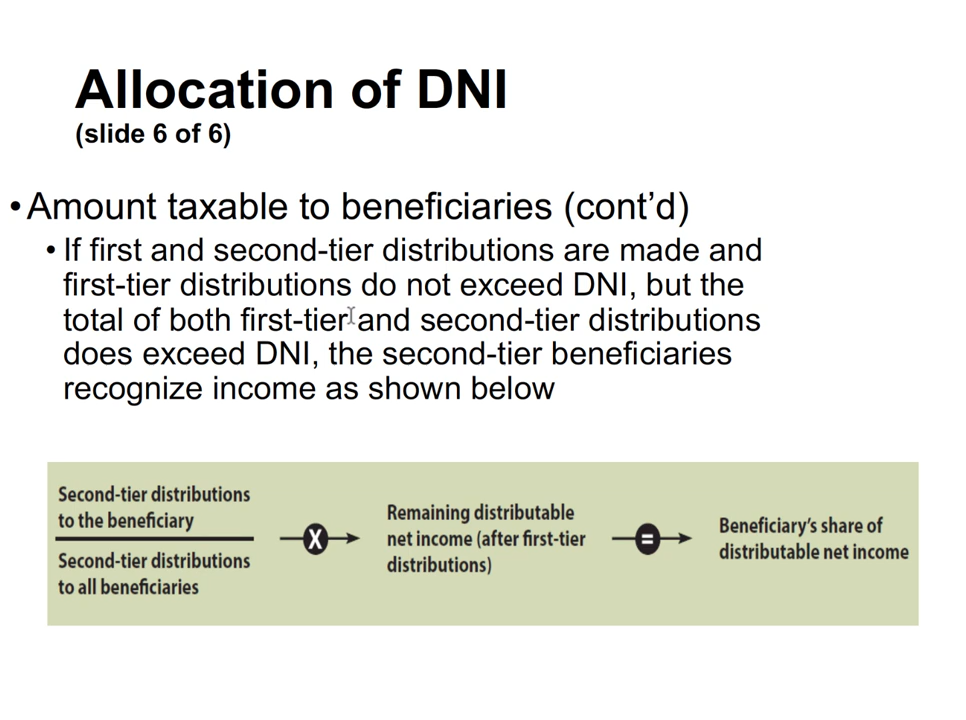 Allocation of DNI
(slide 6 of 6)
• Amount taxable to beneficiaries (cont’d)
• If first and second-tier distributions are made and
first-tier distributions do not exceed DNI, but the
total of both first-tier and second-tier distributions
does exceed DNI, the second-tier beneficiaries
recognize income as shown below
Second-tier distributions
to the beneficiary
Second-tier distributions
to all beneficiaries
X
Remaining distributable
net income (after first-tier
distributions)
=
Beneficiary’s share of
distributable net income